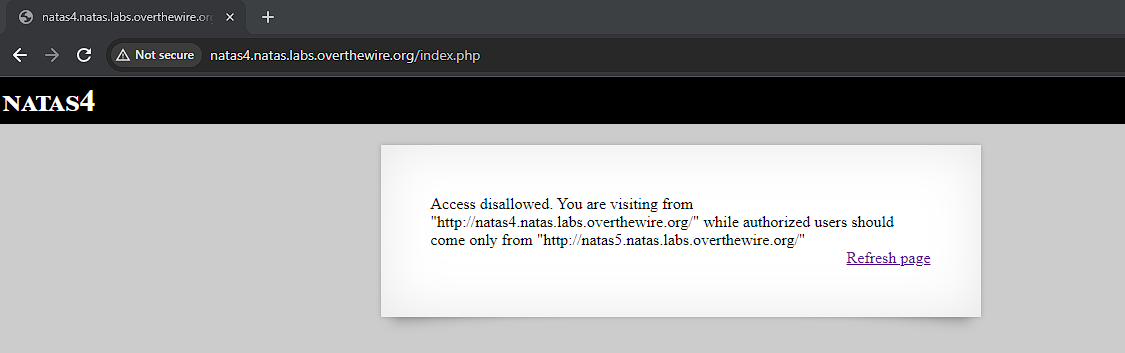 natas4.natas.labs.overthewire.or
Not secure
natas4.natas.labs.overthewire.org/index.php
NATAS4
Access disallowed. You are visiting from
"http://natas4.natas.labs.overthewire.org/" while authorized users should
come only from "http://natas5.natas.labs.overthewire.org/"
Refresh page